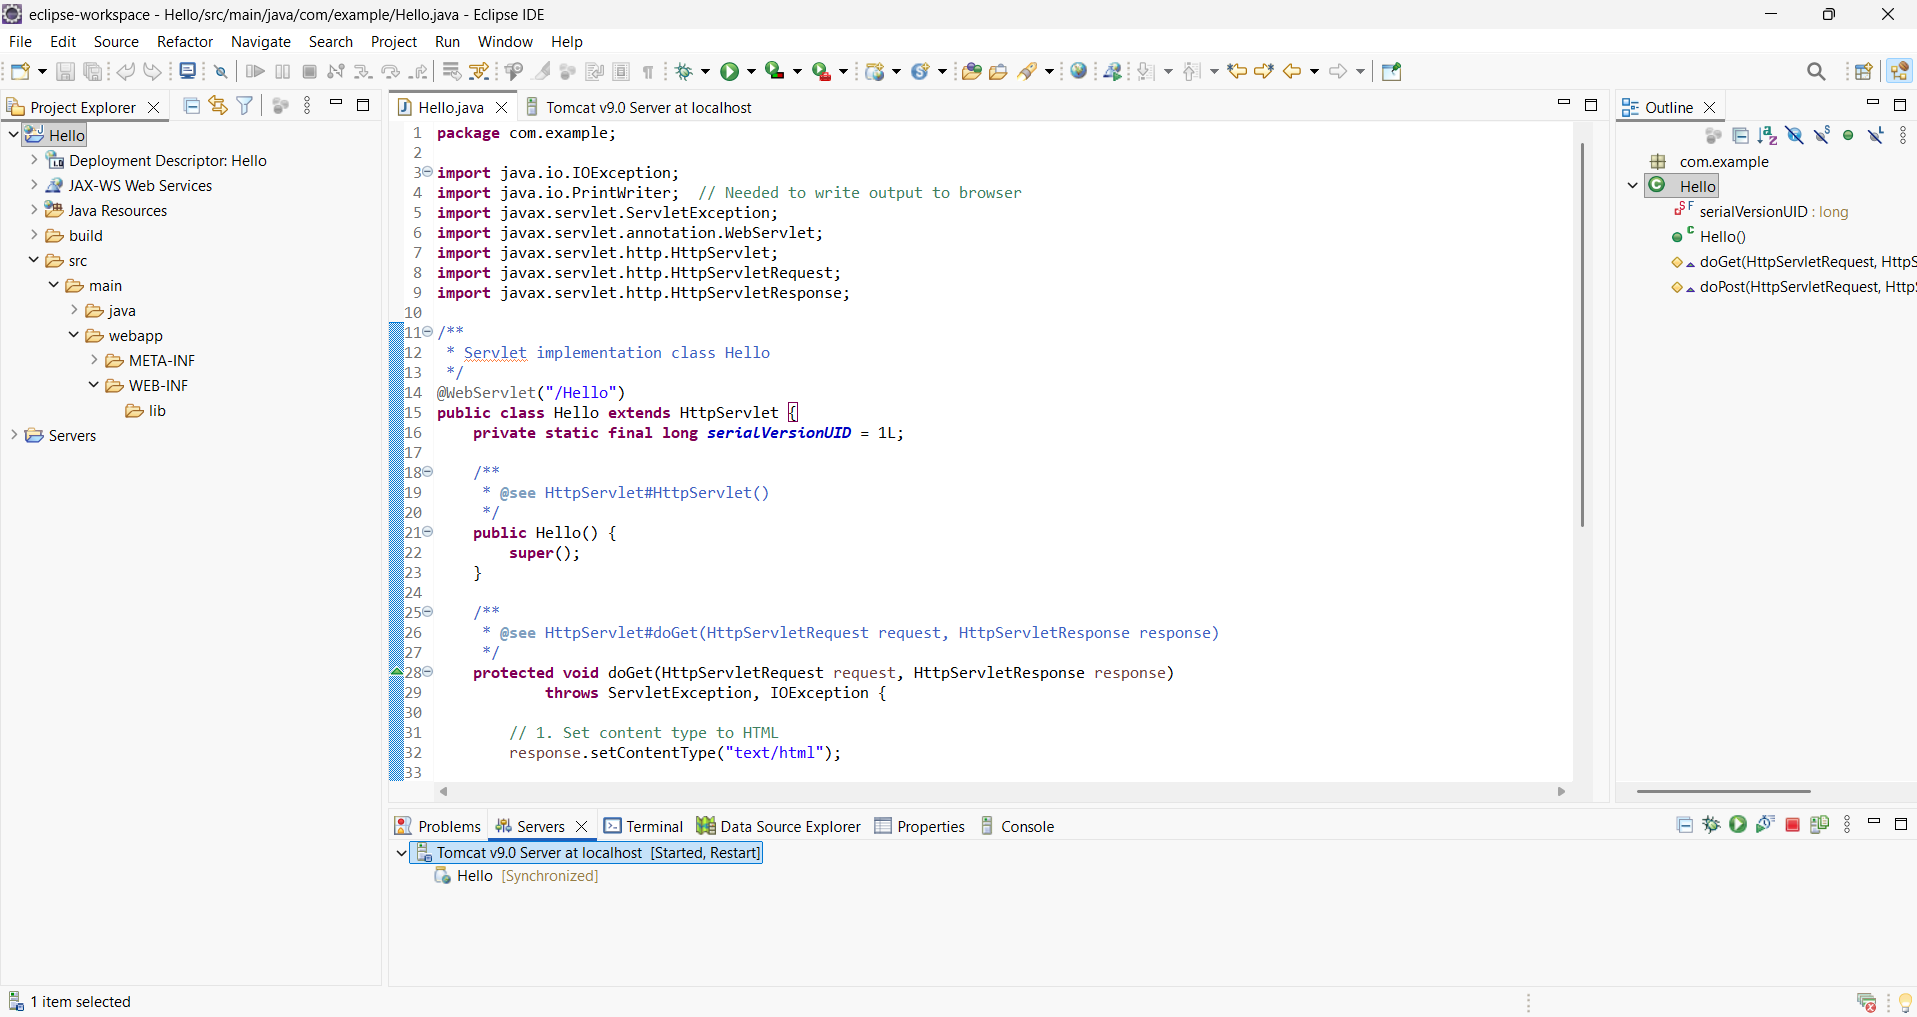 eclipse-workspace - Hello/src/main/java/com/example/Hello.java - Eclipse IDE
File Edit Source Refactor Navigate Search Project Run Window Help
Project Explorer
Hello
Deployment Descriptor: Hello
JAX-WS Web Services
Java Resources
build
src
main
java
webapp
META-INF
WEB-INF
lib
Servers
Hello.java
Tomcat v9.0 Server at localhost
1 package com.example;
2
3 import java.io.IOException;
4 import java.io.PrintWriter;  // Needed to write output to browser
5 import javax.servlet.ServletException;
6 import javax.servlet.annotation.WebServlet;
7 import javax.servlet.http.HttpServlet;
8 import javax.servlet.http.HttpServletRequest;
9 import javax.servlet.http.HttpServletResponse;
10
11 /**
12  * Servlet implementation class Hello
13  */
14 @WebServlet("/Hello")
15 public class Hello extends HttpServlet {
16     private static final long serialVersionUID = 1L;
17
18     /**
19      * @see HttpServlet#HttpServlet()
20      */
21     public Hello() {
22         super();
23     }
24
25     /**
26      * @see HttpServlet#doGet(HttpServletRequest request, HttpServletResponse response)
27      */
28     protected void doGet(HttpServletRequest request, HttpServletResponse response)
29             throws ServletException, IOException {
30
31         // 1. Set content type to HTML
32         response.setContentType("text/html");
33
Outline
com.example
Hello
serialVersionUID : long
Hello()
doGet(HttpServletRequest, HttpS
doPost(HttpServletRequest, Http
Problems
Servers
Terminal
Data Source Explorer
Properties
Console
Tomcat v9.0 Server at localhost [Started, Restart]
Hello [Synchronized]
1 item selected